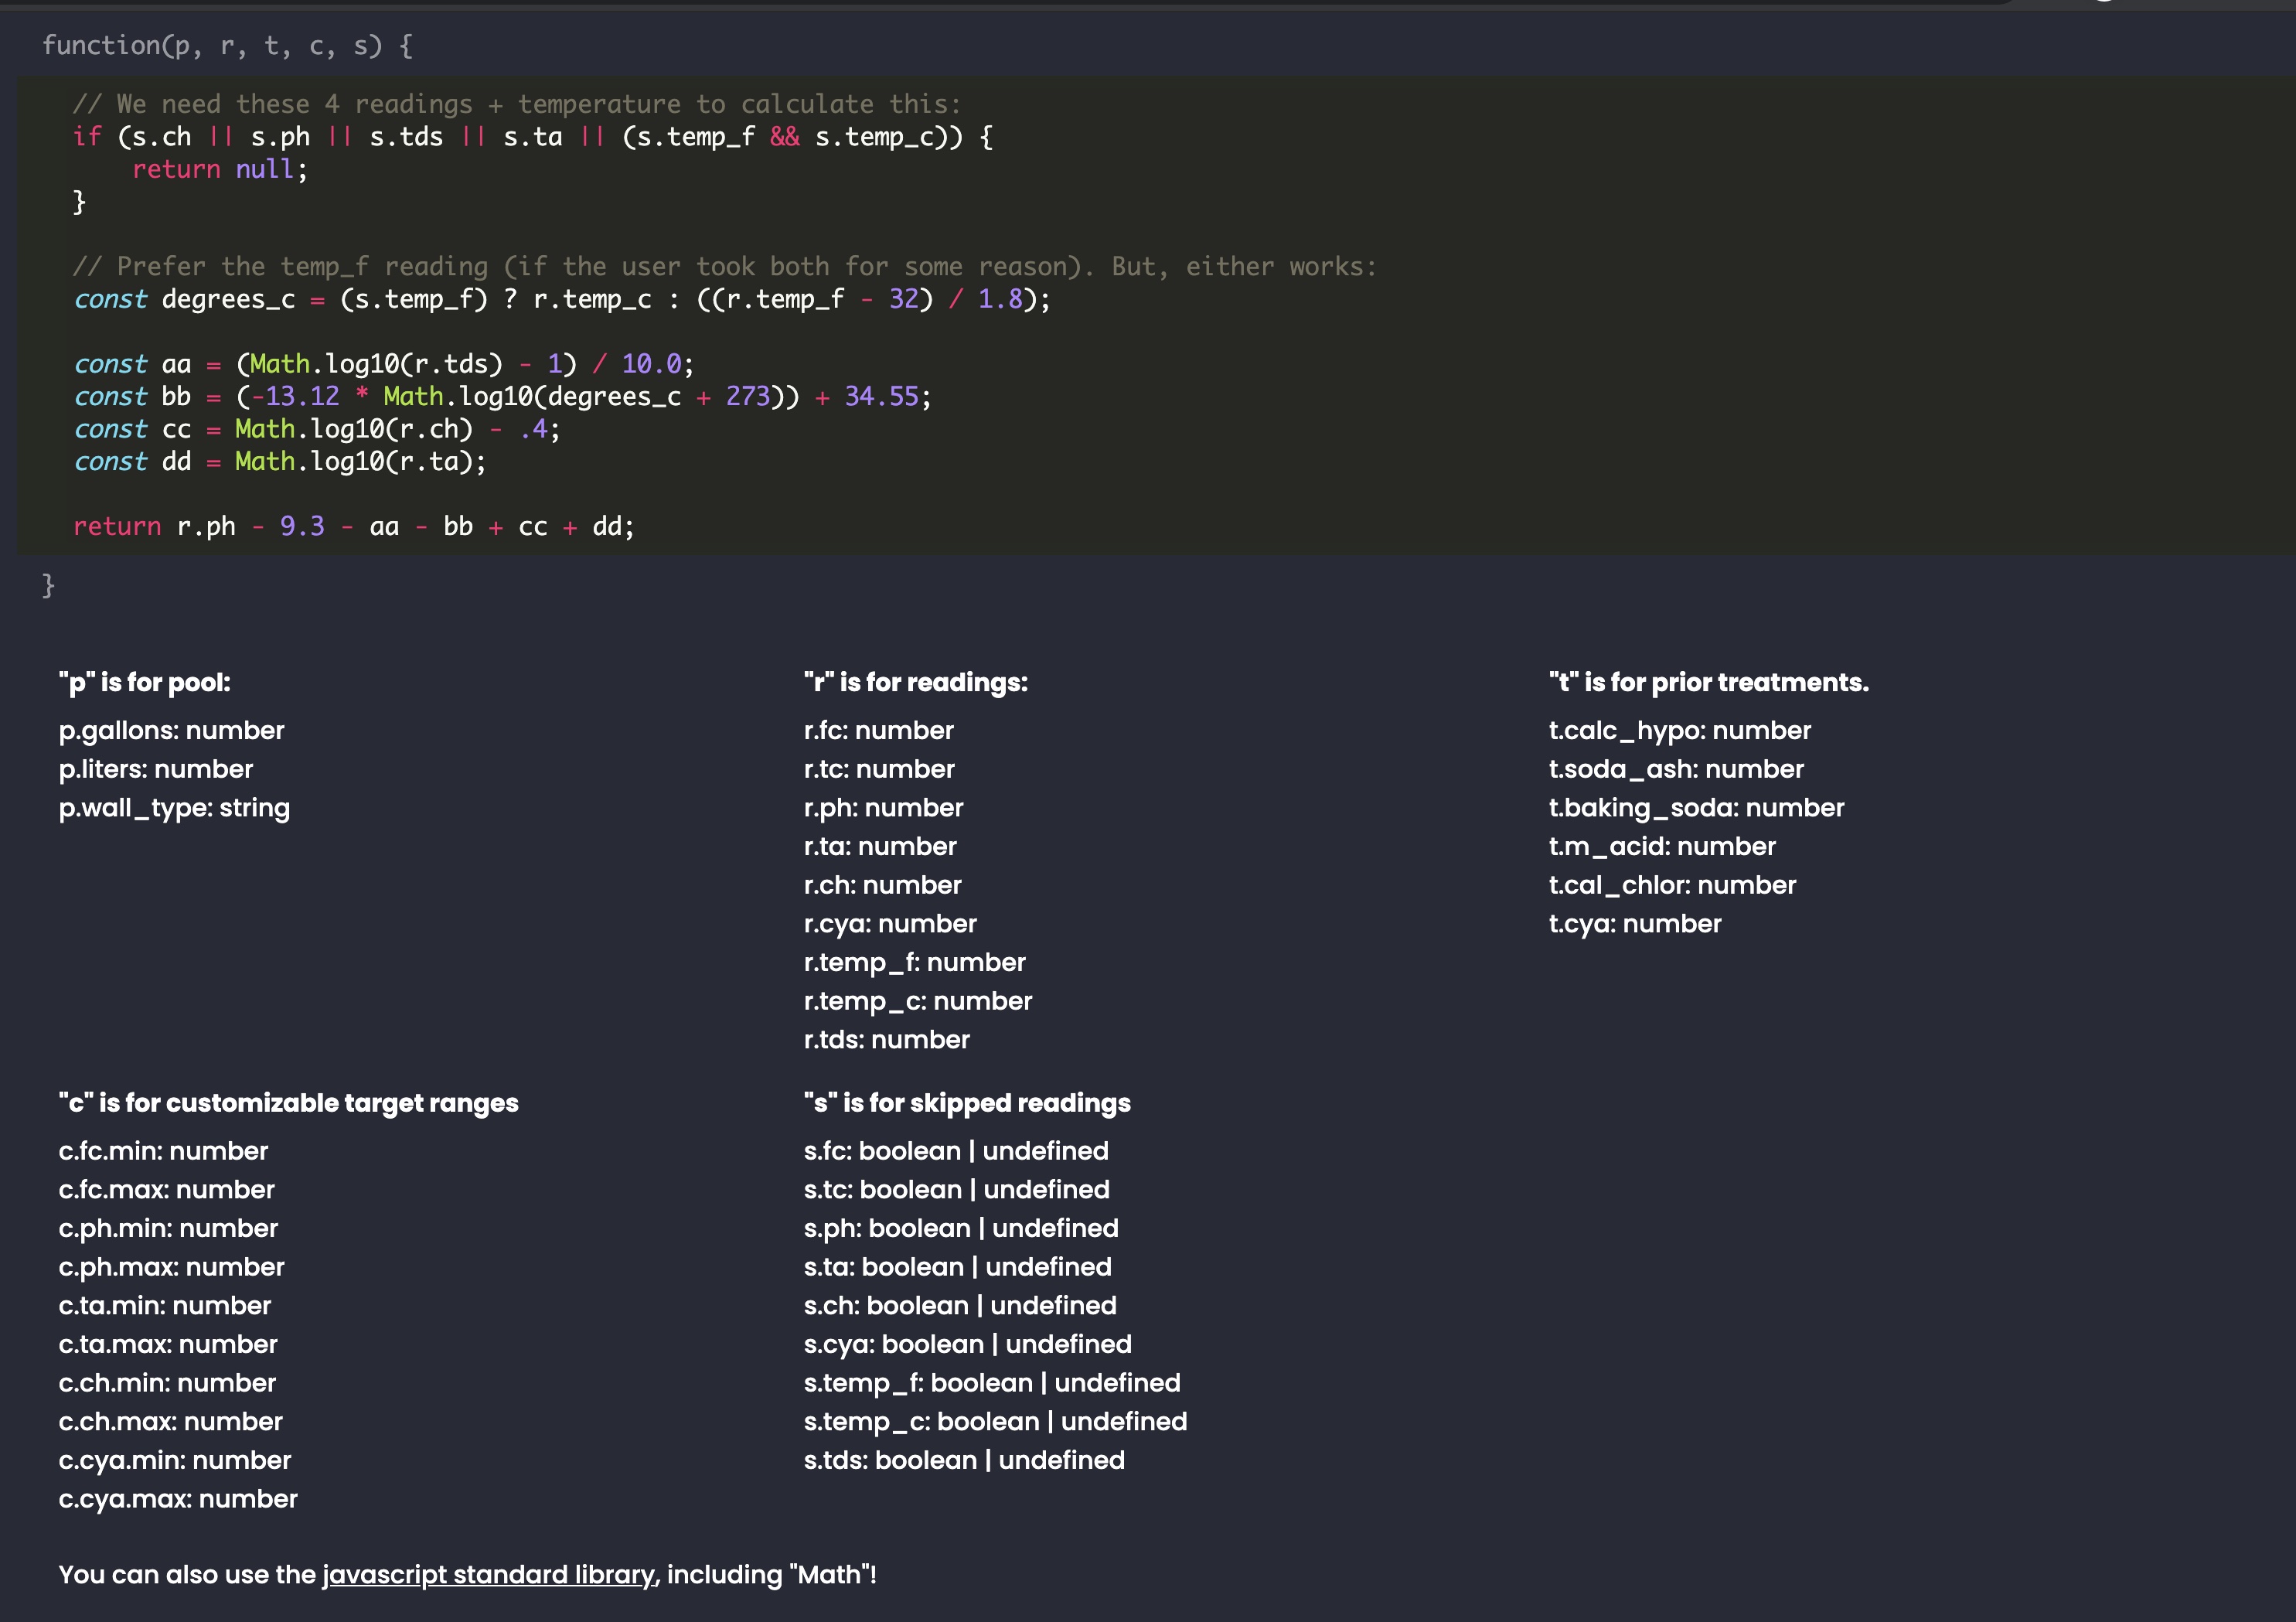 function(p, r, t, c, s) {
// We need these 4 readings + temperature to calculate this:
if (s.ch || s.ph || s.tds || s.ta || (s.temp_f && s.temp_c)) {
return null;
}
// Prefer the temp_f reading (if the user took both for some reason). But, either works:
const degrees_c = (s.temp_f) ? r.temp_c : ((r.temp_f - 32) / 1.8);
const aa = (Math.log10(r.tds) - 1) / 10.0;
const bb = (-13.12 * Math.log10(degrees_c + 273)) + 34.55;
const cc = Math.log10(r.ch) - .4;
const dd = Math.log10(r.ta);
return r.ph - 9.3 - aa - bb + cc + dd;
}
"p" is for pool:
p.gallons: number
p.liters: number
p.wall_type: string
"r" is for readings:
r.fc: number
r.tc: number
r.ph: number
r.ta: number
r.ch: number
r.cya: number
r.temp_f: number
r.temp_c: number
r.tds: number
"t" is for prior treatments.
t.calc_hypo: number
t.soda_ash: number
t.baking_soda: number
t.m_acid: number
t.cal_chlor: number
t.cya: number
"c" is for customizable target ranges
c.fc.min: number
c.fc.max: number
c.ph.min: number
c.ph.max: number
c.ta.min: number
c.ta.max: number
c.ch.min: number
c.ch.max: number
c.cya.min: number
c.cya.max: number
"s" is for skipped readings
s.fc: boolean | undefined
s.tc: boolean | undefined
s.ph: boolean | undefined
s.ta: boolean | undefined
s.ch: boolean | undefined
s.cya: boolean | undefined
s.temp_f: boolean | undefined
s.temp_c: boolean | undefined
s.tds: boolean | undefined
You can also use the javascript standard library, including "Math"!